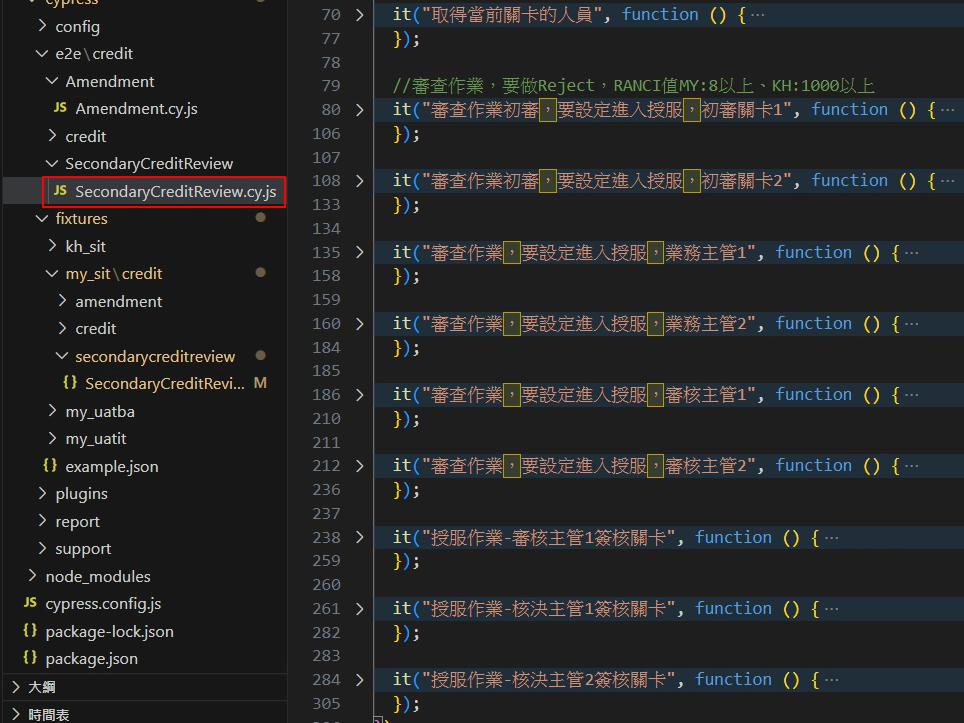 cypress
config
e2e\credit
Amendment
JS Amendment.cy.js
credit
SecondaryCreditReview
JS SecondaryCreditReview.cy.js
fixtures
kh_sit
my_sit\credit
amendment
credit
secondarycreditreview
{} SecondaryCreditRevi... M
my_uatba
my_uatit
{} example.json
plugins
report
support
node_modules
JS cypress.config.js
{} package-lock.json
{} package.json
大綱
時間表
70 it("取得當前關卡的人員", function () {···
77 });
78
79 //審查作業，要做Reject，RANCI值MY:8以上、KH:1000以上
80 it("審查作業初審，要設定進入授服，初審關卡1", function () {···
106 });
107
108 it("審查作業初審，要設定進入授服，初審關卡2", function () {···
133 });
134
135 it("審查作業，要設定進入授服，業務主管1", function () {···
158 });
159
160 it("審查作業，要設定進入授服，業務主管2", function () {···
184 });
185
186 it("審查作業，要設定進入授服，審核主管1", function () {···
210 });
211
212 it("審查作業，要設定進入授服，審核主管2", function () {···
236 });
237
238 it("授服作業-審核主管1簽核關卡", function () {···
259 });
260
261 it("授服作業-核決主管1簽核關卡", function () {···
282 });
283
284 it("授服作業-核決主管2簽核關卡", function () {···
305 });